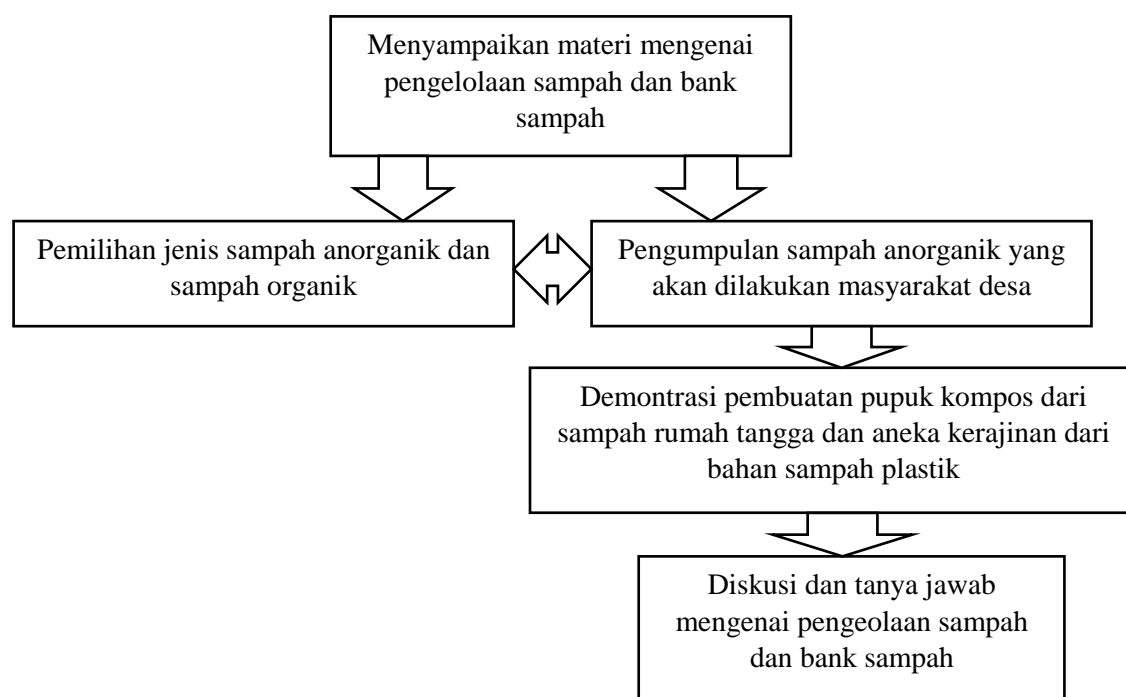 Menyampaikan materi mengenai
pengelolaan sampah dan bank
sampah
Pemilihan jenis sampah anorganik dan
sampah organik
Pengumpulan sampah anorganik yang
akan dilakukan masyarakat desa
Demontrasi pembuatan pupuk kompos dari
sampah rumah tangga dan aneka kerajinan dari
bahan sampah plastik
Diskusi dan tanya jawab
mengenai pengeolaan sampah
dan bank sampah